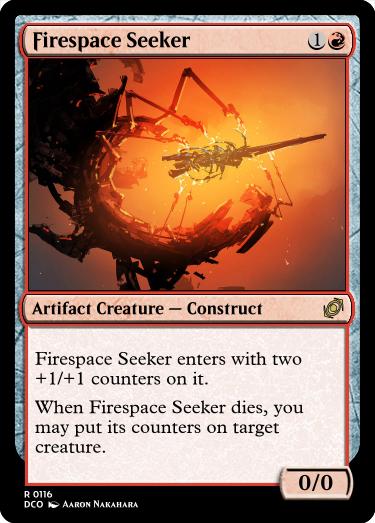 Firespace Seeker 1
Artifact Creature — Construct
Firespace Seeker enters with two
+1/+1 counters on it.
When Firespace Seeker dies, you
may put its counters on target
creature.
0/0
R 0116
DCO Aaron Nakahara